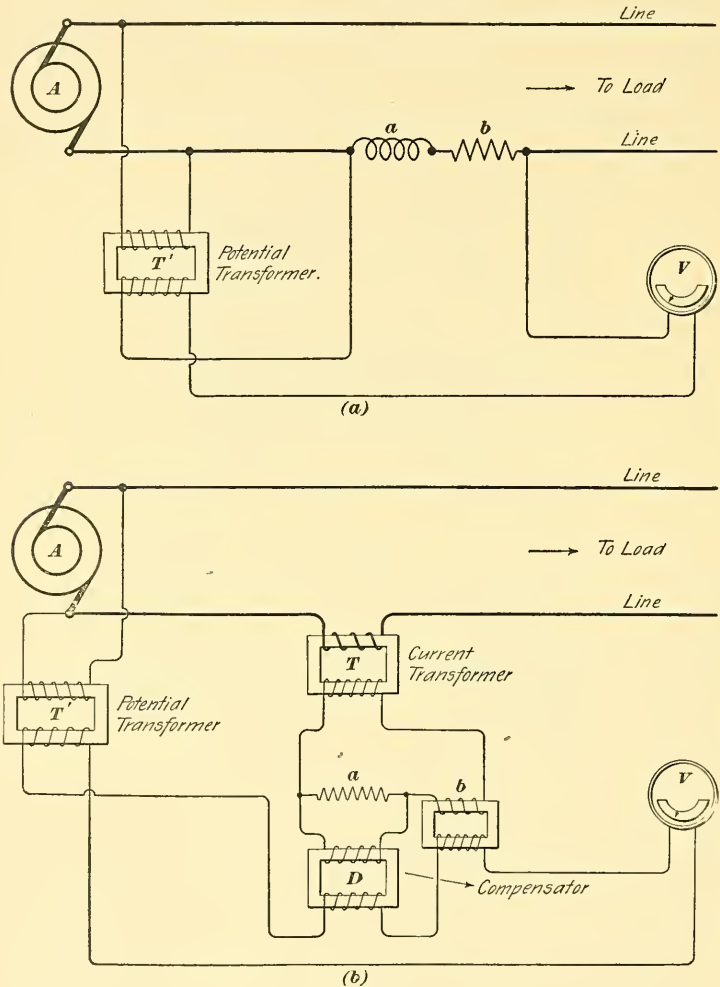 Line
A
To Load
a
b
Line
T'
Potential
Transformer.
V
(a)
Line
A
To Load
Line
T
Current
Transformer
T'
Potential
Transformer
a
b
V
D
Compensator
(b)